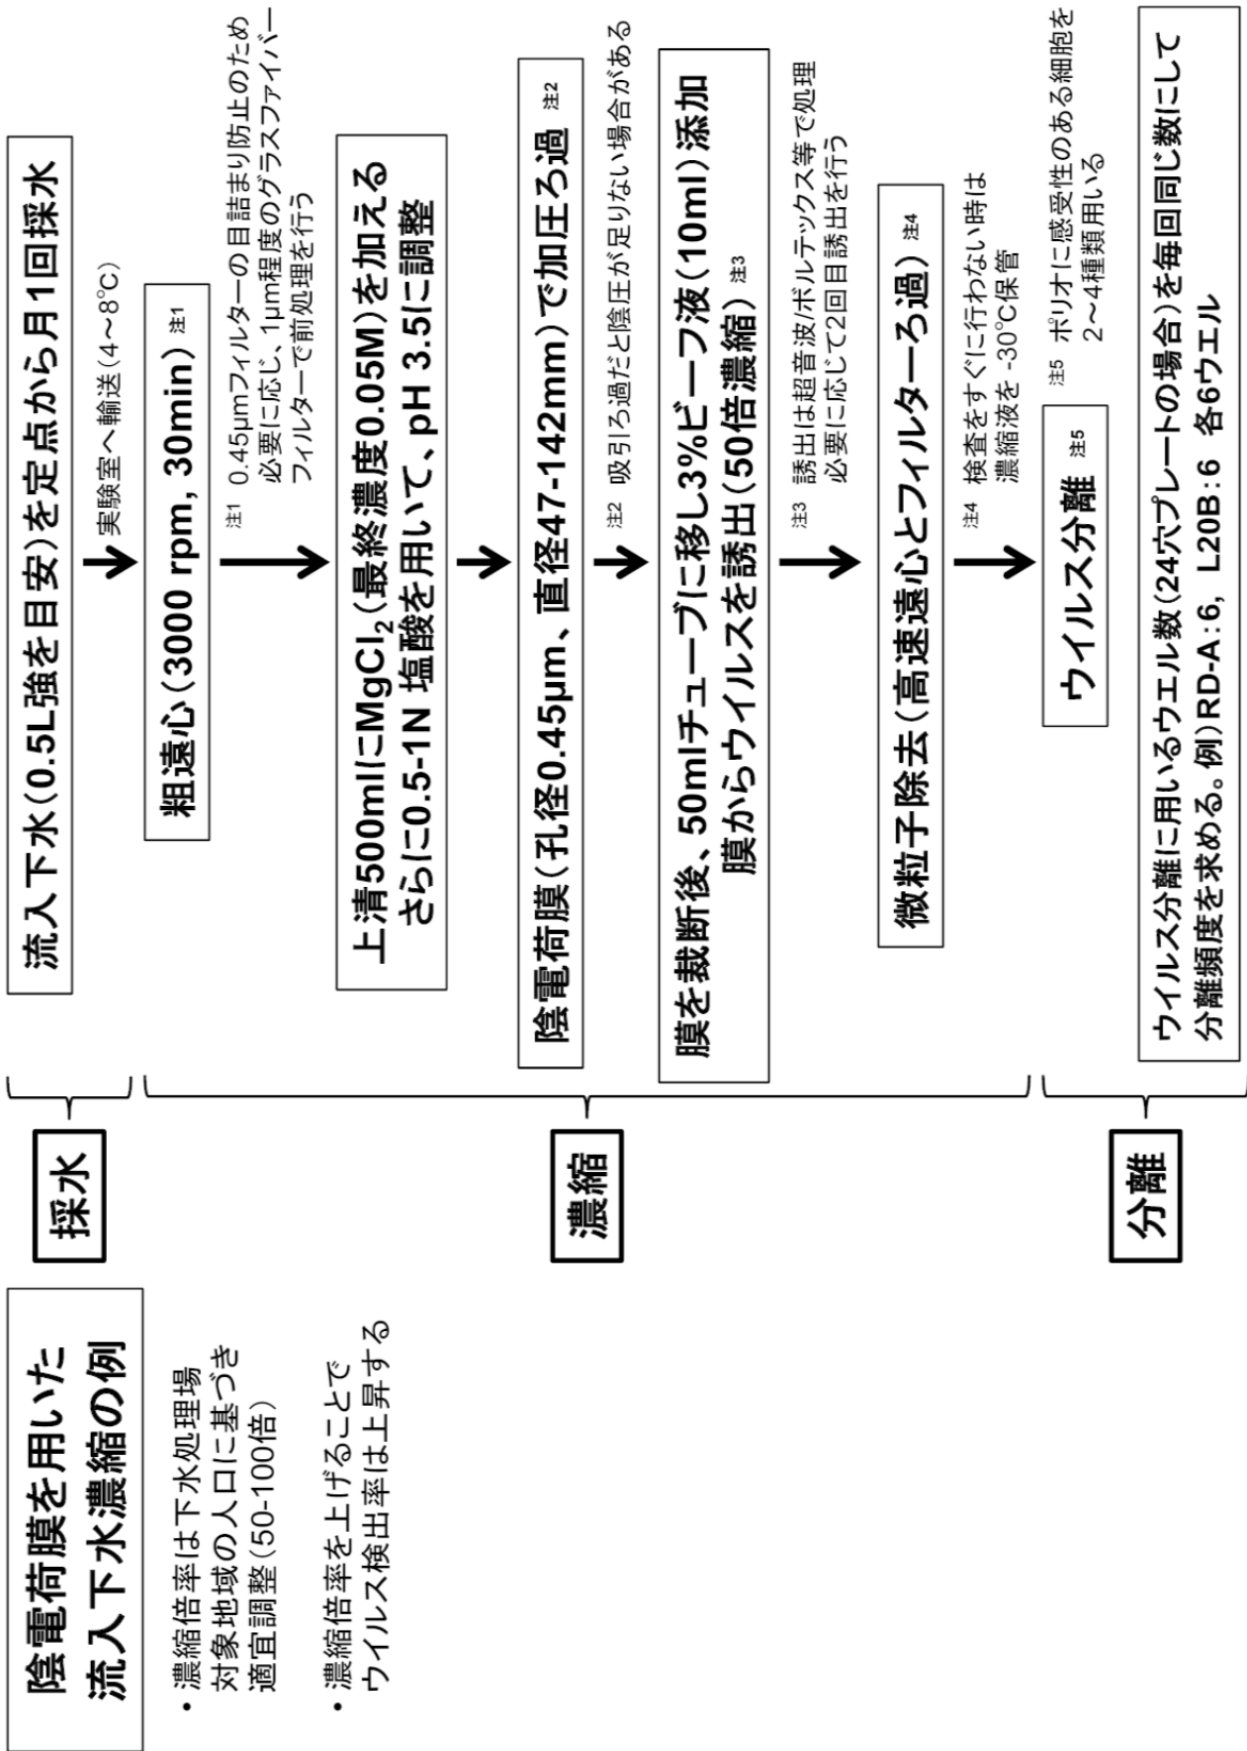 陰電荷膜を用いた
流入下水濃縮の例
・濃縮倍率は下水処理場
対象地域の人口に基づき
適宜調整(50-100倍)
・濃縮倍率を上げることで
ウイルス検出率は上昇する
採水
流入下水(0.5L強を目安)を定点から月1回採水
実験室へ輸送(4～8℃)
濃縮
粗遠心(3000 rpm, 30min) 注1
注1 0.45μmフィルターの目詰まり防止のため
必要に応じ、1μm程度のグラスファイバー
フィルターで前処理を行う
上清500mlにMgCl₂(最終濃度0.05M)を加える
さらに0.5-1N 塩酸を用いて、pH 3.5に調整
陰電荷膜(孔径0.45μm、直径47-142mm)で加圧ろ過 注2
注2 吸引ろ過だと陰圧が足りない場合がある
膜を裁断後、50mlチューブに移し3%ビーフ液(10ml)添加
膜からウイルスを誘出(50倍濃縮) 注3
注3 誘出は超音波/ボルテックス等で処理
必要に応じて2回目誘出を行う
微粒子除去(高速遠心とフィルターろ過) 注4
注4 検査をすぐに行わない時は
濃縮液を -30℃保管
分離
ウイルス分離 注5
注5 ポリオに感受性のある細胞を
2～4種類用いる
ウイルス分離に用いるウエル数(24穴プレートの場合)を毎回同じ数にして
分離頻度を求める。例)RD-A:6, L20B:6 各6ウエル